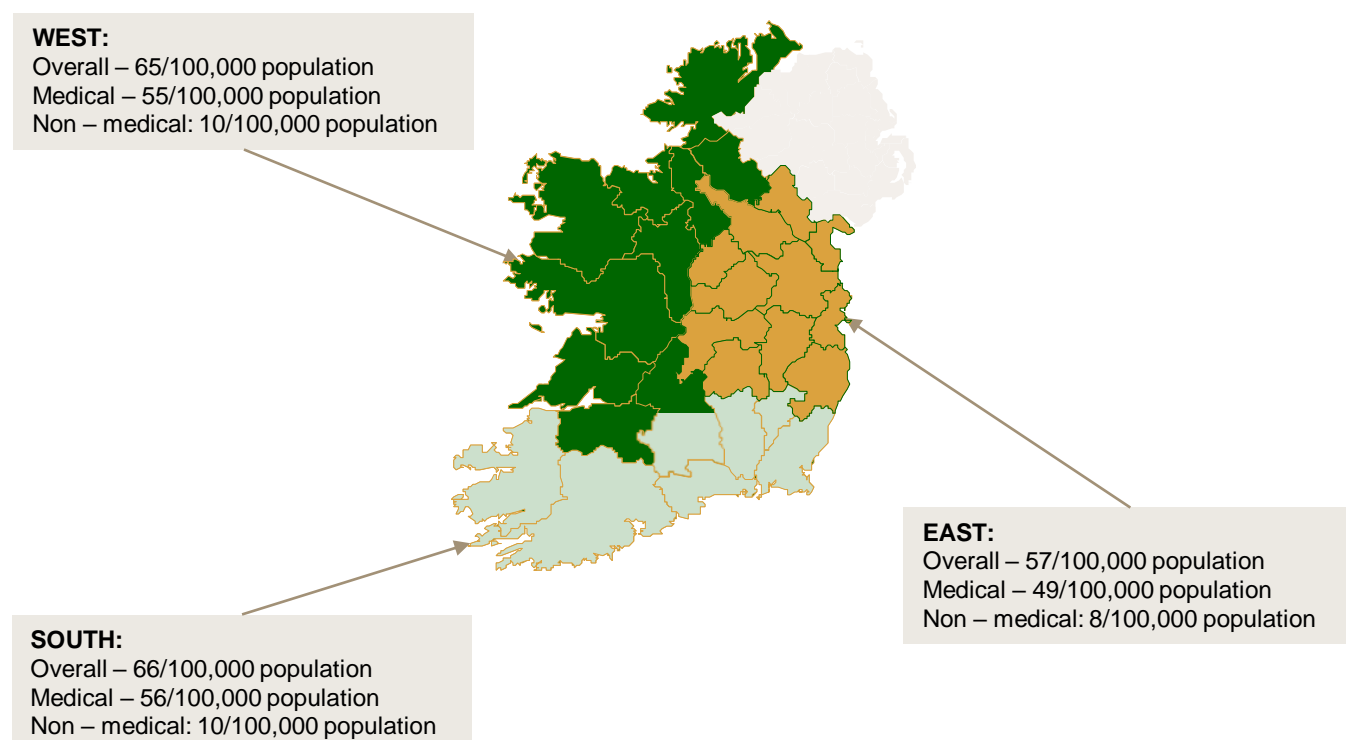 WEST:
Overall – 65/100,000 population
Medical – 55/100,000 population
Non – medical: 10/100,000 population
EAST:
Overall – 57/100,000 population
Medical – 49/100,000 population
Non – medical: 8/100,000 population
SOUTH:
Overall – 66/100,000 population
Medical – 56/100,000 population
Non – medical: 10/100,000 population